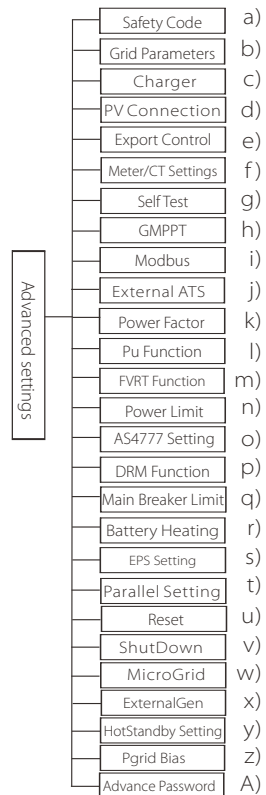 Safety Code a)
Grid Parameters b)
Charger c)
PV Connection d)
Export Control e)
Meter/CT Settings f)
Self Test g)
GMPPT h)
Modbus i)
External ATS j)
Power Factor k)
Pu Function l)
FVRT Function m)
Power Limit n)
AS4777 Setting o)
DRM Function p)
Main Breaker Limit q)
Battery Heating r)
EPS Setting s)
Parallel Setting t)
Reset u)
ShutDown v)
MicroGrid w)
ExternalGen x)
HotStandby Setting y)
Pgrid Bias z)
Advance Password A)
Advanced settings